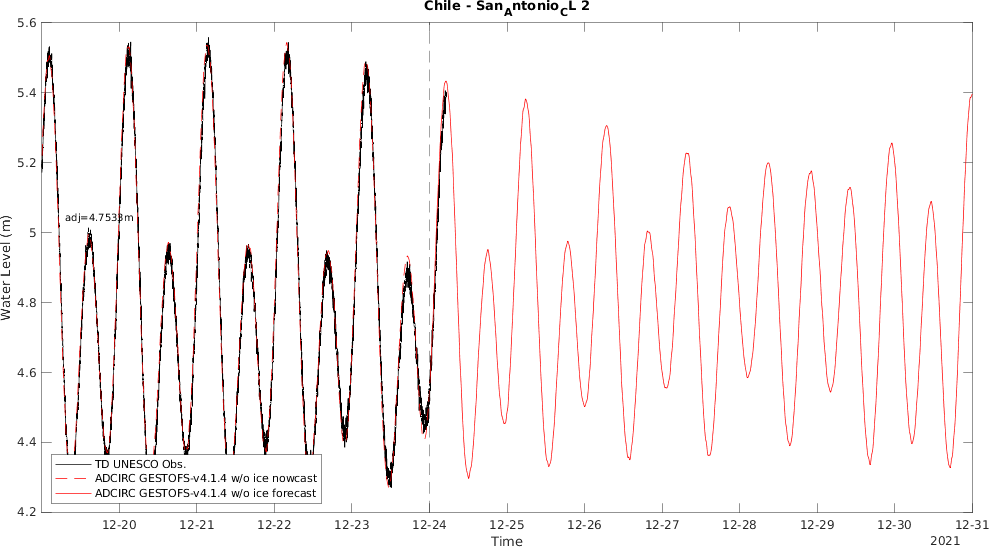 Chile - SanAntonioCL 2
5.6
5.4
5.2
5
4.8
4.6
4.4
4.2
Water Level (m)
adj=4.7533m
TD UNESCO Obs.
ADCIRC GESTOFS-v4.1.4 w/o ice nowcast
ADCIRC GESTOFS-v4.1.4 w/o ice forecast
12-20 12-21 12-22 12-23 12-24 12-25 12-26 12-27 12-28 12-29 12-30 12-31
Time
2021